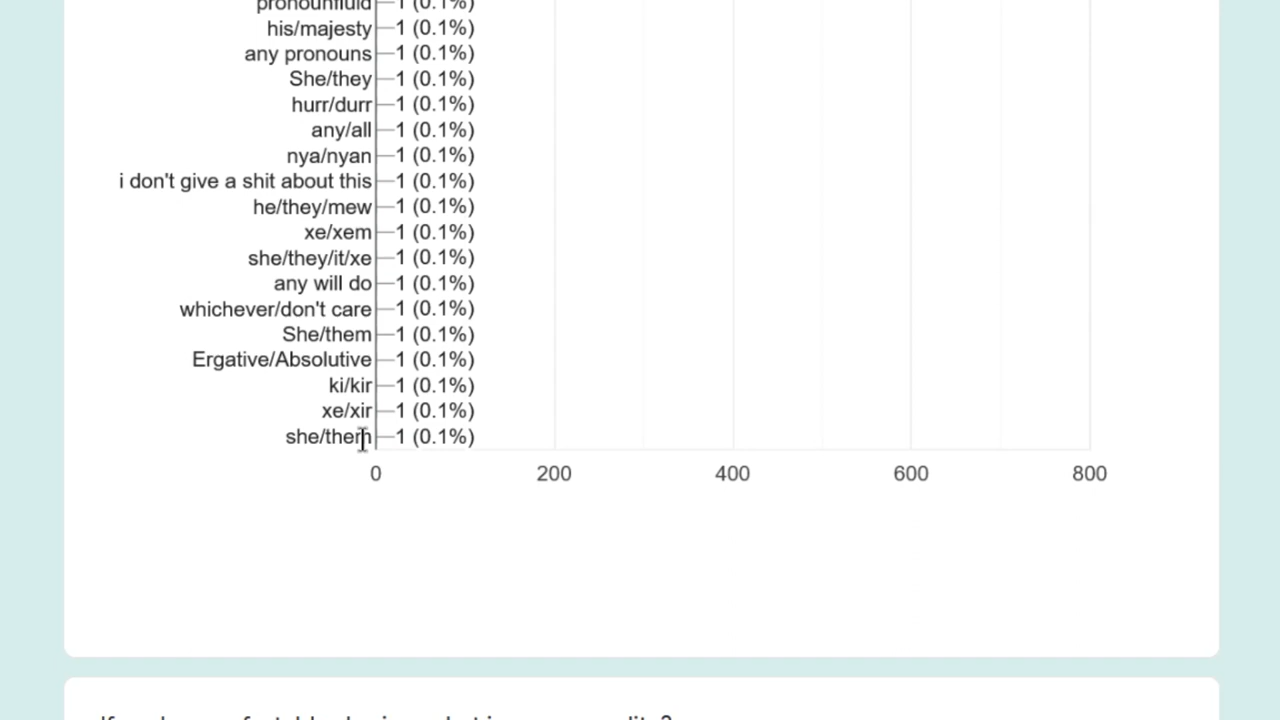 pronounfluid 1 (0.1%)
his/majesty 1 (0.1%)
any pronouns 1 (0.1%)
She/they 1 (0.1%)
hurr/durr 1 (0.1%)
any/all 1 (0.1%)
nya/nyan 1 (0.1%)
i don't give a shit about this 1 (0.1%)
he/they/mew 1 (0.1%)
xe/xem 1 (0.1%)
she/they/it/xe 1 (0.1%)
any will do 1 (0.1%)
whichever/don't care 1 (0.1%)
She/them 1 (0.1%)
Ergative/Absolutive 1 (0.1%)
ki/kir 1 (0.1%)
xe/xir 1 (0.1%)
she/them 1 (0.1%)
0 200 400 600 800